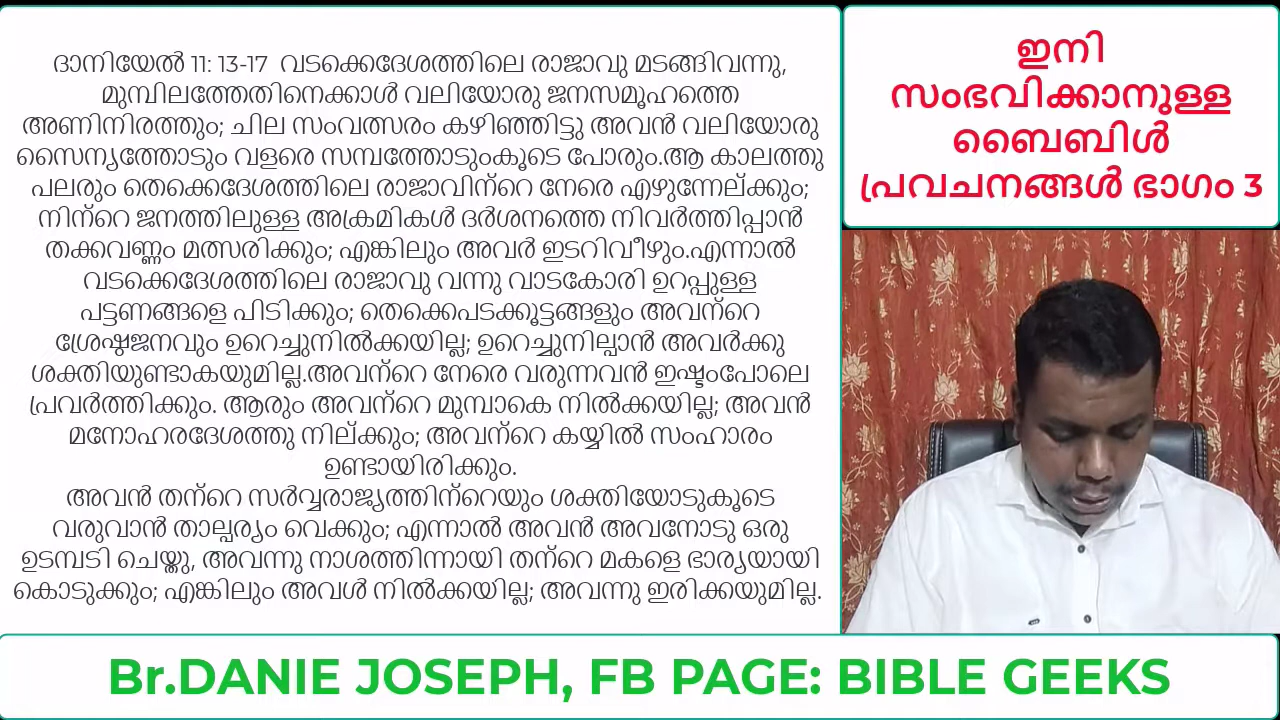 ദാനിയേൽ 11: 13-17 വടക്കെദേശത്തിലെ രാജാവു മടങ്ങിവന്നു,
മുമ്പിലത്തേതിനെക്കാൾ വലിയോരു ജനസമൂഹത്തെ
അണിനിരത്തും; ചില സംവത്സരം കഴിഞ്ഞിട്ടു അവൻ വലിയോരു
സൈന്യത്തോടും വളരെ സമ്പത്തോടുംകൂടെ പോരും.ആ കാലത്തു
പലരും തെക്കെദേശത്തിലെ രാജാവിന്റെ നേരെ എഴുന്നേല്ക്കും;
നിന്റെ ജനത്തിലുള്ള അക്രമികൾ ദർശനത്തെ നിവർത്തിപ്പാൻ
തക്കവണ്ണം മത്സരിക്കും; എങ്കിലും അവർ ഇടറിവീഴും.എന്നാൽ
വടക്കെദേശത്തിലെ രാജാവു വന്നു വാടകോരി ഉറപ്പുള്ള
പട്ടണങ്ങളെ പിടിക്കും; തെക്കെപടക്കൂട്ടങ്ങളും അവന്റെ
ശ്രേഷ്ഠജനവും ഉറെച്ചുനിൽക്കയില്ല; ഉറെച്ചുനില്പാൻ അവർക്കു
ശക്തിയുണ്ടാകയുമില്ല.അവന്റെ നേരെ വരുന്നവൻ ഇഷ്ടംപോലെ
പ്രവർത്തിക്കും. ആരും അവന്റെ മുമ്പാകെ നിൽക്കയില്ല; അവൻ
മനോഹരദേശത്തു നില്ക്കും; അവന്റെ കയ്യിൽ സംഹാരം
ഉണ്ടായിരിക്കും.
അവൻ തന്റെ സർവ്വരാജ്യത്തിന്റെയും ശക്തിയോടുകൂടെ
വരുവാൻ താല്പര്യം വെക്കും; എന്നാൽ അവൻ അവനോടു ഒരു
ഉടമ്പടി ചെയ്തു, അവന്നു നാശത്തിന്നായി തന്റെ മകളെ ഭാര്യയായി
കൊടുക്കും; എങ്കിലും അവൾ നിൽക്കയില്ല; അവന്നു ഇരിക്കയുമില്ല.
ഇനി
സംഭവിക്കാനുള്ള
ബൈബിൾ
പ്രവചനങ്ങൾ ഭാഗം 3
Br.DANIE JOSEPH, FB PAGE: BIBLE GEEKS